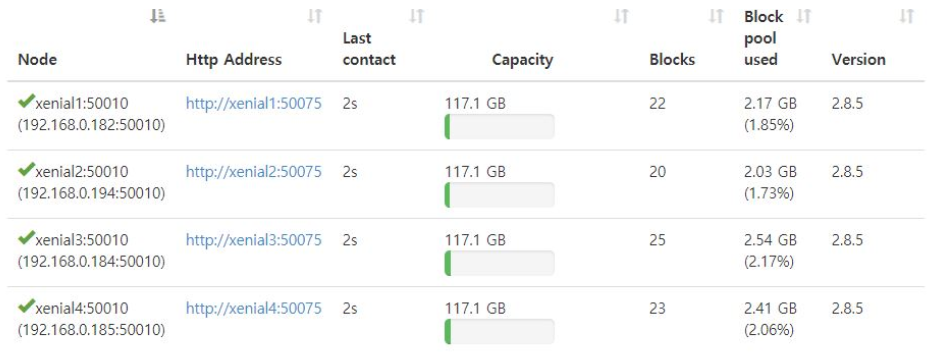 Node Http Address Last contact Capacity Blocks Block pool used Version
xenial1:50010 http://xenial1:50075 2s 117.1 GB 22 2.17 GB 2.8.5
(192.168.0.182:50010) (1.85%)
xenial2:50010 http://xenial2:50075 2s 117.1 GB 20 2.03 GB 2.8.5
(192.168.0.194:50010) (1.73%)
xenial3:50010 http://xenial3:50075 2s 117.1 GB 25 2.54 GB 2.8.5
(192.168.0.184:50010) (2.17%)
xenial4:50010 http://xenial4:50075 2s 117.1 GB 23 2.41 GB 2.8.5
(192.168.0.185:50010) (2.06%)